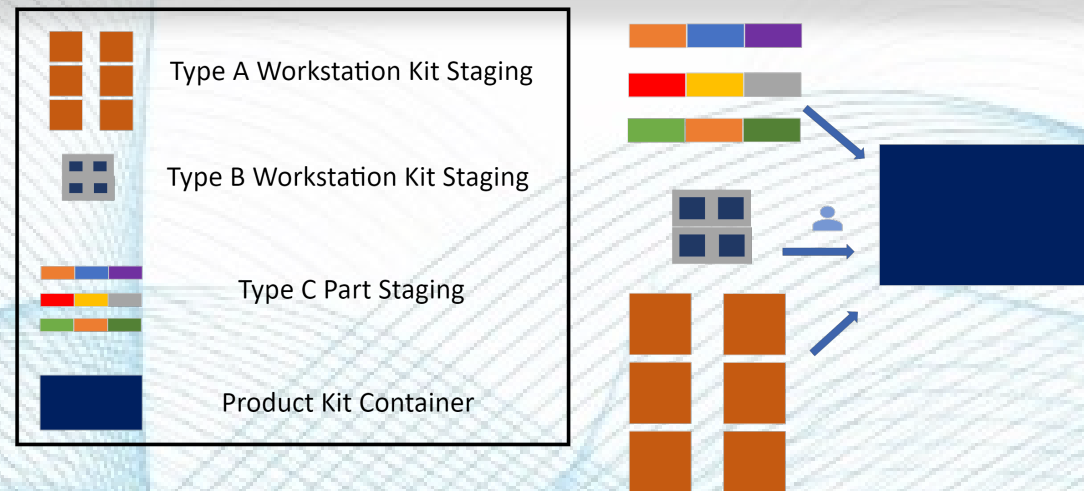 Type A Workstation Kit Staging
Type B Workstation Kit Staging
Type C Part Staging
Product Kit Container